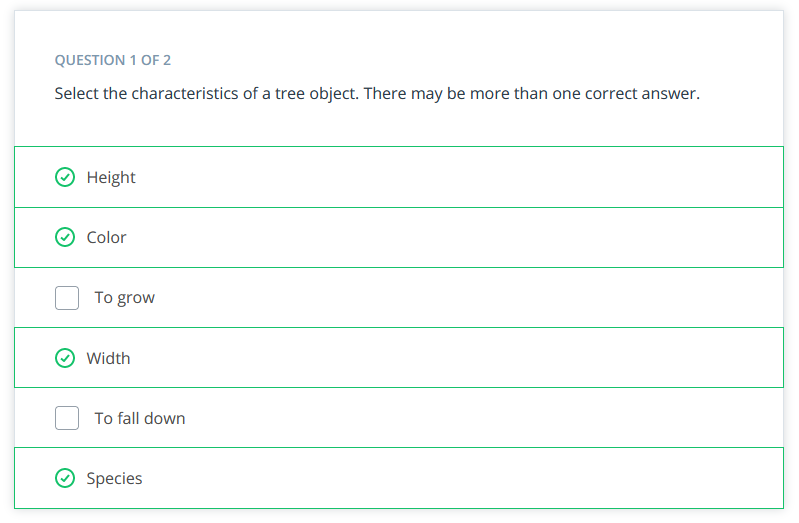 QUESTION 1 OF 2
Select the characteristics of a tree object. There may be more than one correct answer.
Height
Color
To grow
Width
To fall down
Species